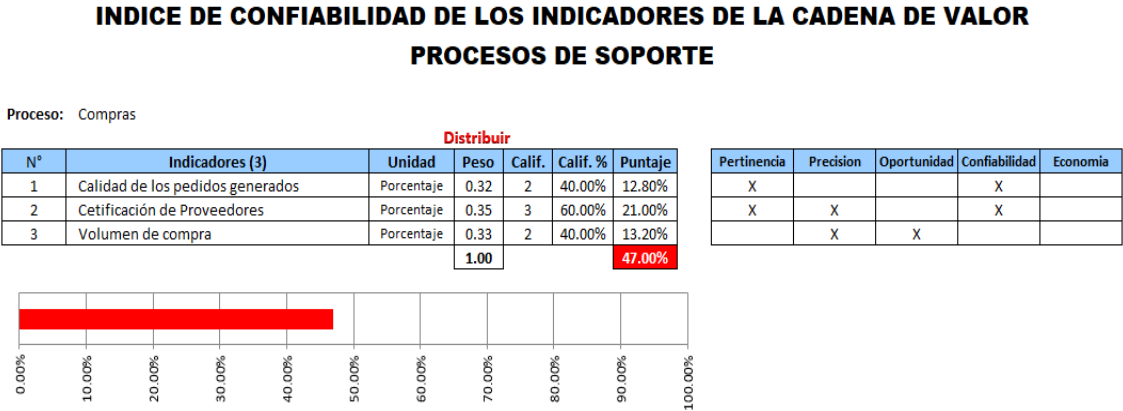 INDICE DE CONFIABILIDAD DE LOS INDICADORES DE LA CADENA DE VALOR
PROCESOS DE SOPORTE
Proceso: Compras
Distribuir
N° Indicadores (3) Unidad Peso Calif. Calif. % Puntaje Pertinencia Precision Oportunidad Confiabilidad Economia
1 Calidad de los pedidos generados Porcentaje 0.32 2 40.00% 12.80% X X
2 Cetificación de Proveedores Porcentaje 0.35 3 60.00% 21.00% X X X
3 Volumen de compra Porcentaje 0.33 2 40.00% 13.20% X X
1.00 47.00%
0.00% 10.00% 20.00% 30.00% 40.00% 50.00% 60.00% 70.00% 80.00% 90.00% 100.00%